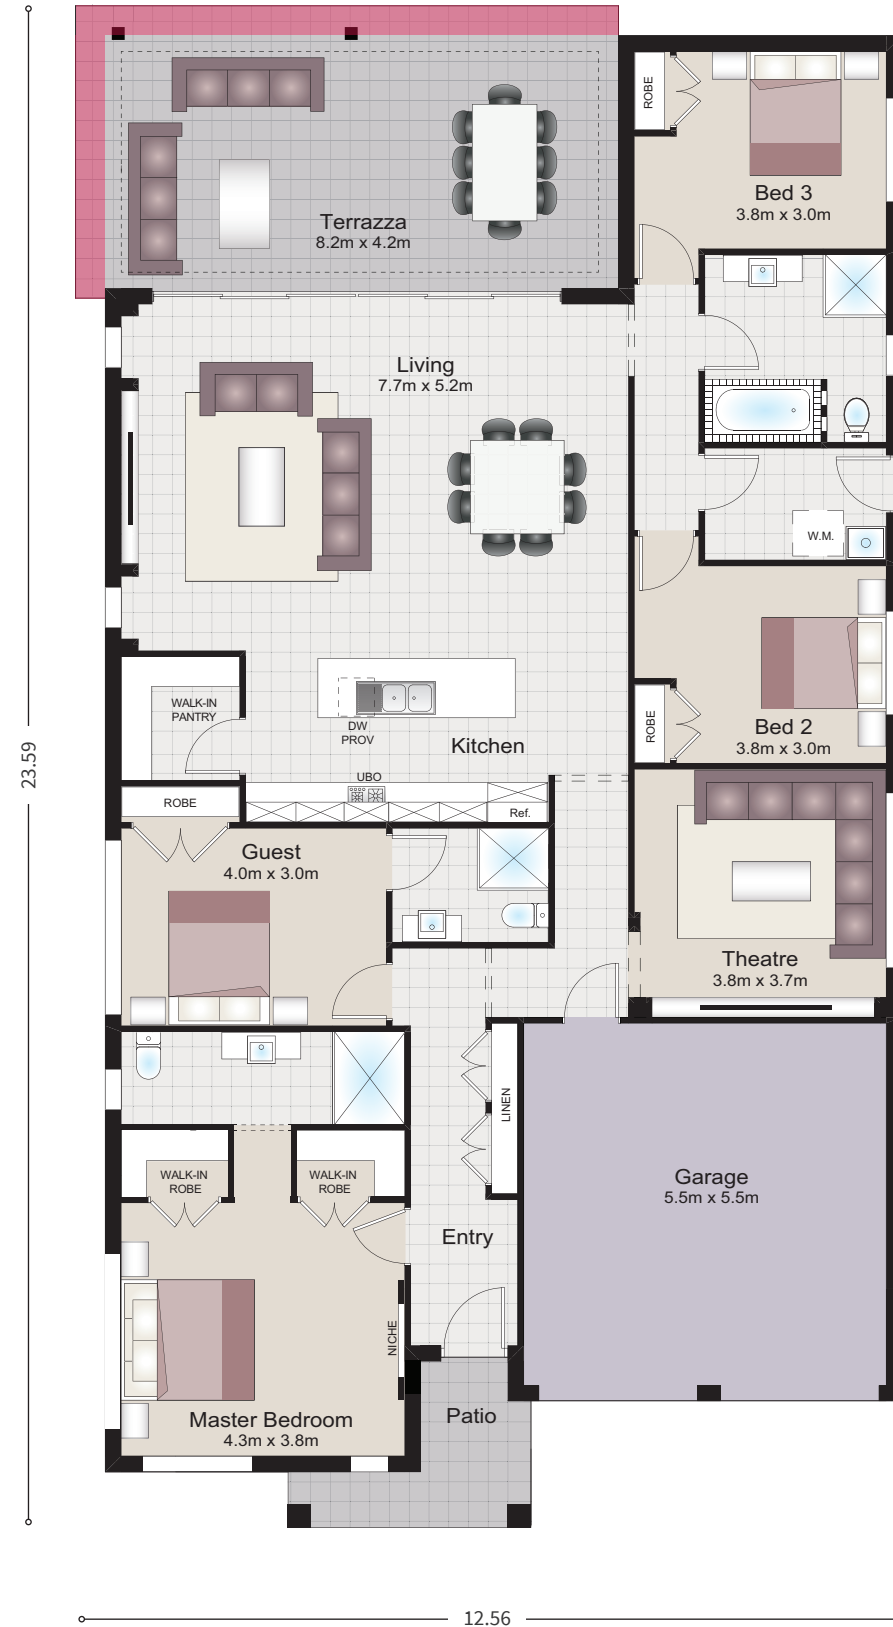 ROBE
Bed 3
3.8m x 3.0m
Terrazza
8.2m x 4.2m
Living
7.7m x 5.2m
W.M.
WALK-IN
PANTRY
DW
PROV
Kitchen
ROBE
Bed 2
3.8m x 3.0m
23.59
UBO
ROBE
Ref.
Guest
4.0m x 3.0m
Theatre
3.8m x 3.7m
LINEN
WALK-IN
ROBE
WALK-IN
ROBE
Garage
5.5m x 5.5m
Entry
NICHE
Master Bedroom
4.3m x 3.8m
Patio
12.56